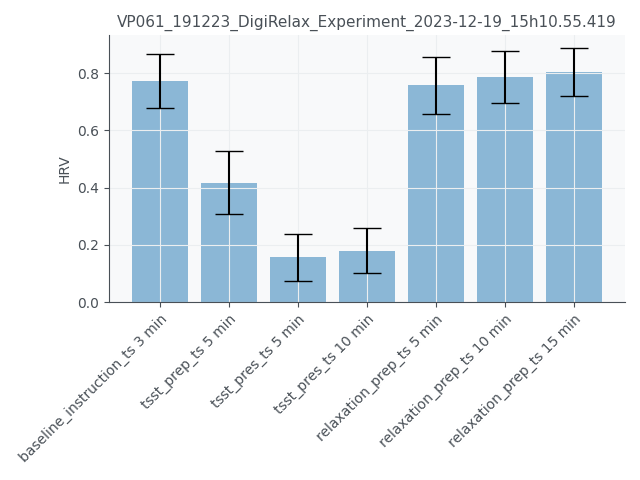 VP061_191223_DigiRelax_Experiment_2023-12-19_15h10.55.419
HRV
0.8
0.6
0.4
0.2
0.0
baseline_instruction_ts 3 min
tsst_prep_ts 5 min
tsst_pres_ts 5 min
tsst_pres_ts 10 min
relaxation_prep_ts 5 min
relaxation_prep_ts 10 min
relaxation_prep_ts 15 min